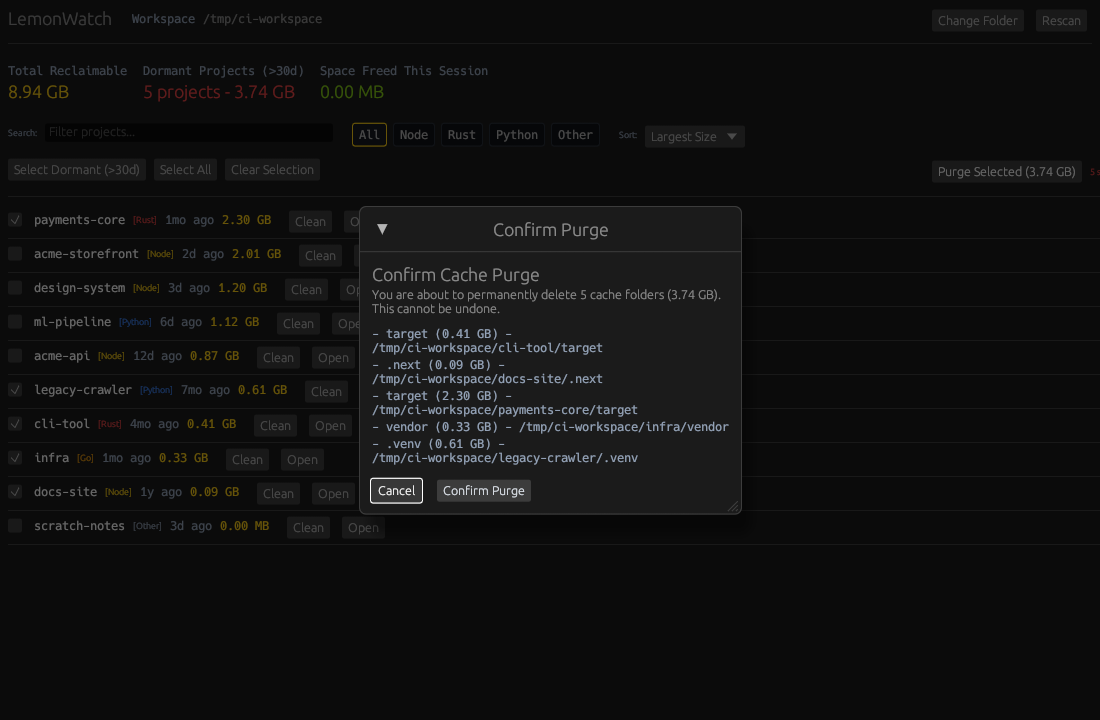 LemonWatch Workspace /tmp/ci-workspace Change Folder Rescan
Total Reclaimable Dormant Projects (>30d) Space Freed This Session
8.94 GB 5 projects - 3.74 GB 0.00 MB
Search: Filter projects... All Node Rust Python Other Sort: Largest Size
Select Dormant (>30d) Select All Clear Selection Purge Selected (3.74 GB)
payments-core [Rust] 1mo ago 2.30 GB Clean
acme-storefront [Node] 2d ago 2.01 GB Clean
design-system [Node] 3d ago 1.20 GB Clean
ml-pipeline [Python] 6d ago 1.12 GB Clean
acme-api [Node] 12d ago 0.87 GB Clean Open
legacy-crawler [Python] 7mo ago 0.61 GB Clean
cli-tool [Rust] 4mo ago 0.41 GB Clean Open
infra [Go] 1mo ago 0.33 GB Clean Open
docs-site [Node] 1y ago 0.09 GB Clean Open
scratch-notes [Other] 3d ago 0.00 MB Clean Open
Confirm Purge
Confirm Cache Purge
You are about to permanently delete 5 cache folders (3.74 GB).
This cannot be undone.
- target (0.41 GB) -
/tmp/ci-workspace/cli-tool/target
- .next (0.09 GB) -
/tmp/ci-workspace/docs-site/.next
- target (2.30 GB) -
/tmp/ci-workspace/payments-core/target
- vendor (0.33 GB) - /tmp/ci-workspace/infra/vendor
- .venv (0.61 GB) -
/tmp/ci-workspace/legacy-crawler/.venv
Cancel Confirm Purge